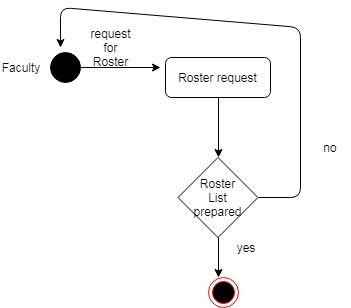 request
for
Roster
Faculty
Roster request
no
Roster
List
prepared
yes